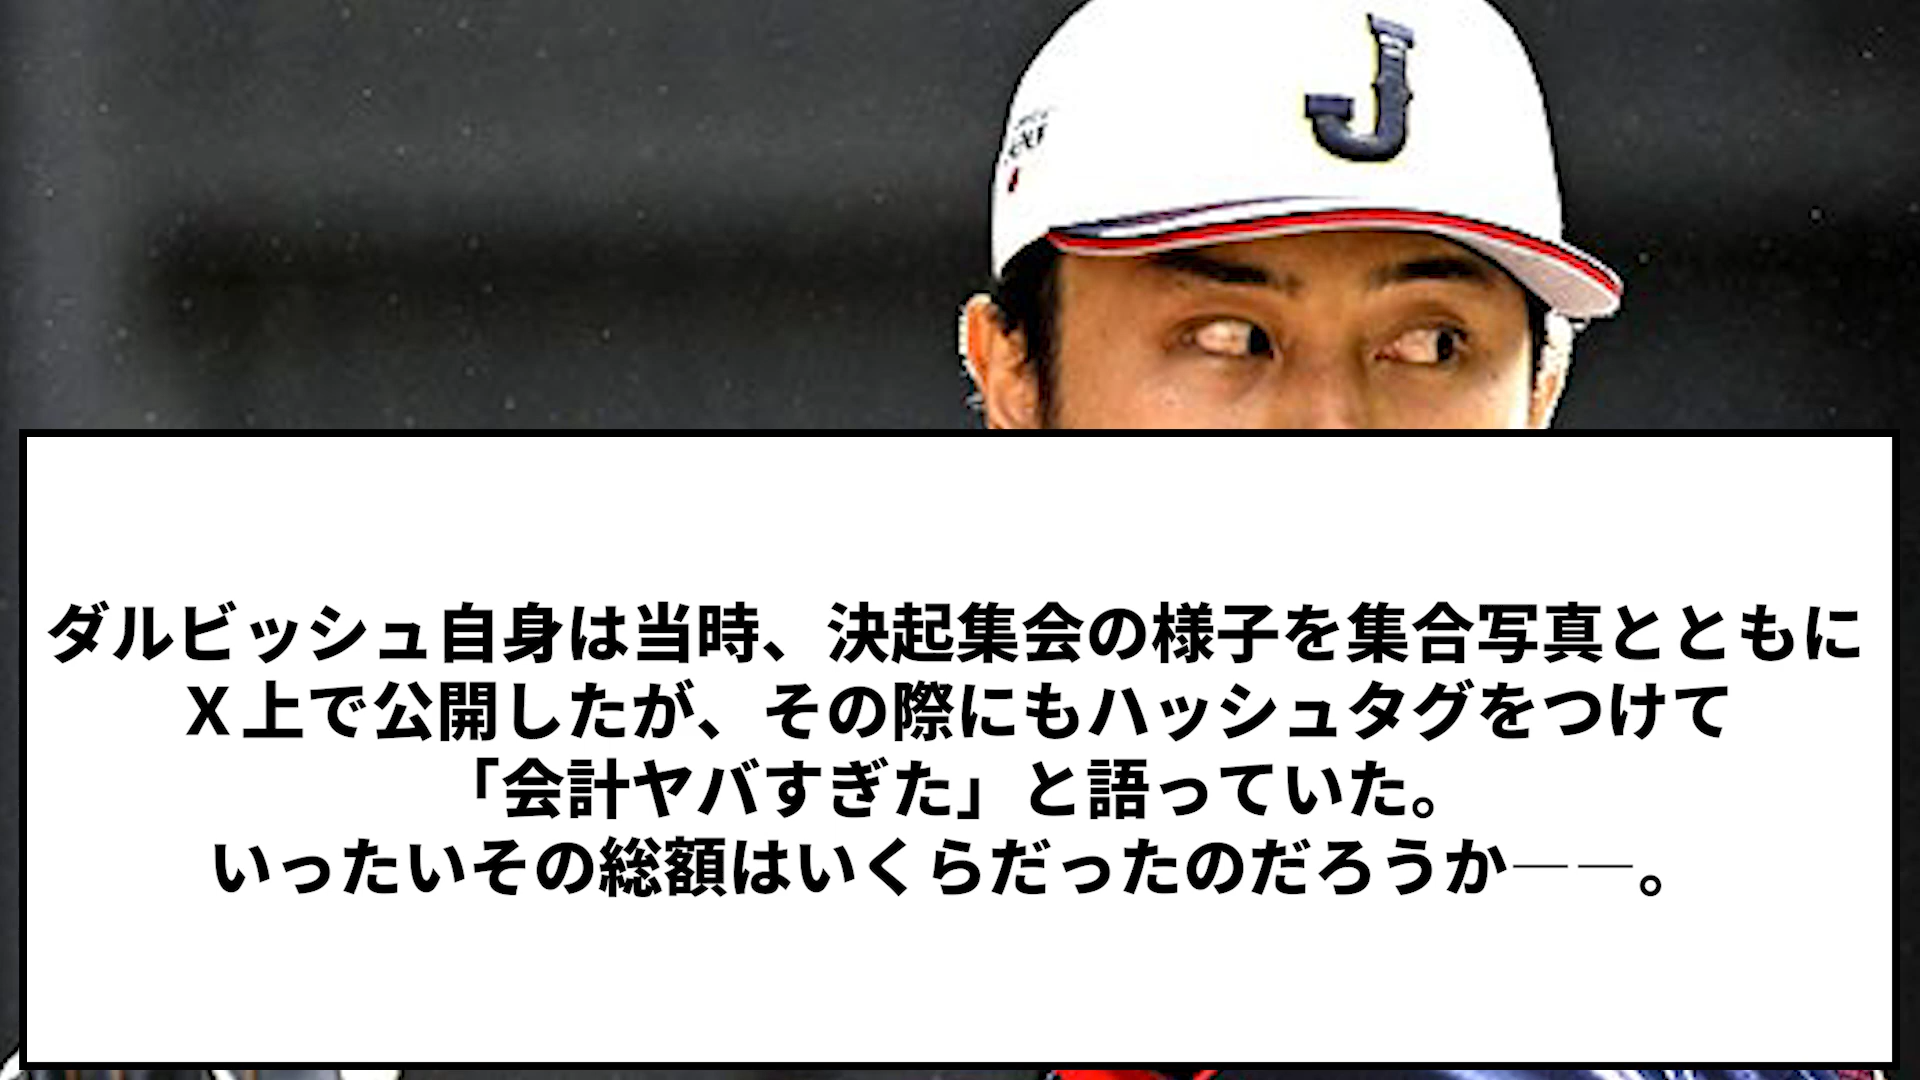 J
ダルビッシュ自身は当時、決起集会の様子を集合写真とともに
X上で公開したが、その際にもハッシュタグをつけて
「会計ヤバすぎた」と語っていた。
いったいその総額はいくらだったのだろうか――。